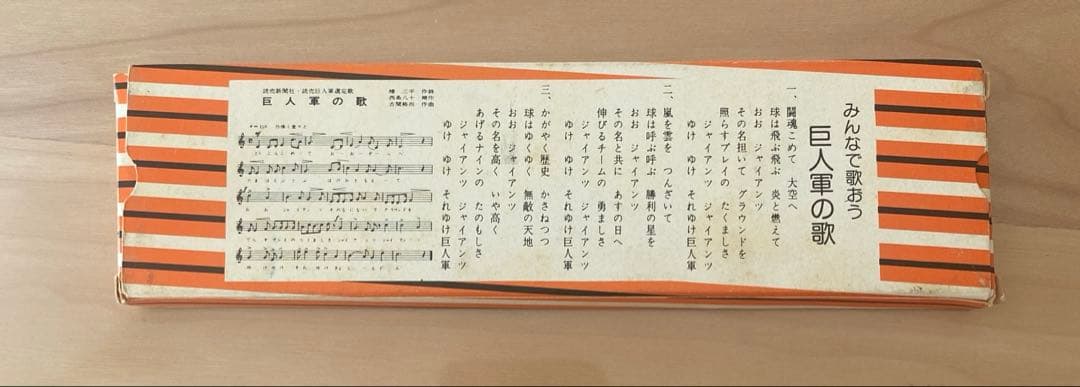 みんなで歌おう
巨人軍の歌
一、闘魂こめて 大空へ
球は飛ぶ飛ぶ 炎と燃えて
おお ジャイアンツ
その名担いて グラウンドを
照らすプレイの たくましさ
ジャイアンツ ジャイアンツ
ゆけ ゆけ それゆけ巨人軍
二、嵐を雲を つんざいて
球は呼ぶ呼ぶ 勝利の星を
おお ジャイアンツ
その名と共に あすの日へ
伸びるチームの 勇ましさ
ジャイアンツ ジャイアンツ
ゆけ ゆけ それゆけ巨人軍
三、かがやく歴史 かさねつつ
球はゆくゆく 無敵の天地
おお ジャイアンツ
その名を高く いや高く
あげるナインの たのもしさ
ジャイアンツ ジャイアンツ
ゆけ ゆけ それゆけ巨人軍
読売新聞社・読売巨人軍選定歌
巨人軍の歌
三平 作詩
西条八十 補作
古関裕而 作曲